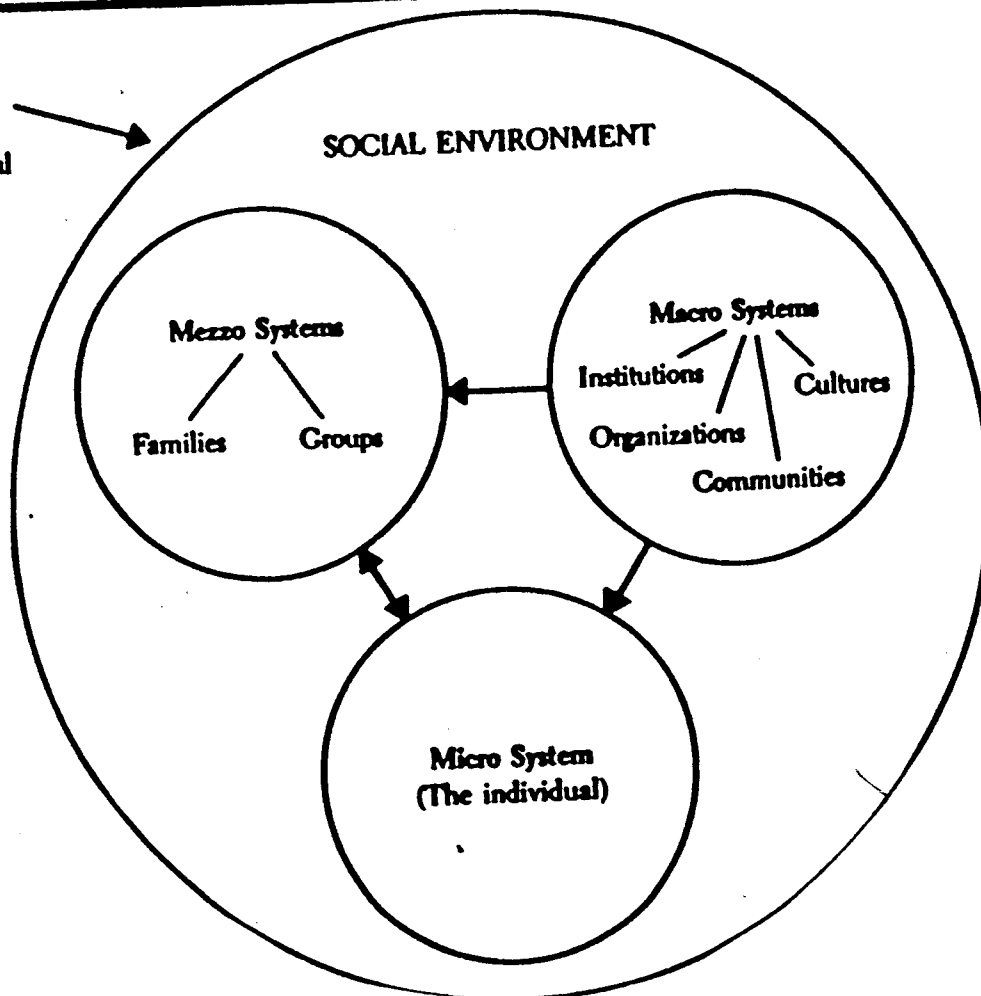 SOCIAL ENVIRONMENT
Mezzo Systems
Families
Groups
Macro Systems
Institutions
Cultures
Organizations
Communities
Micro System
(The individual)